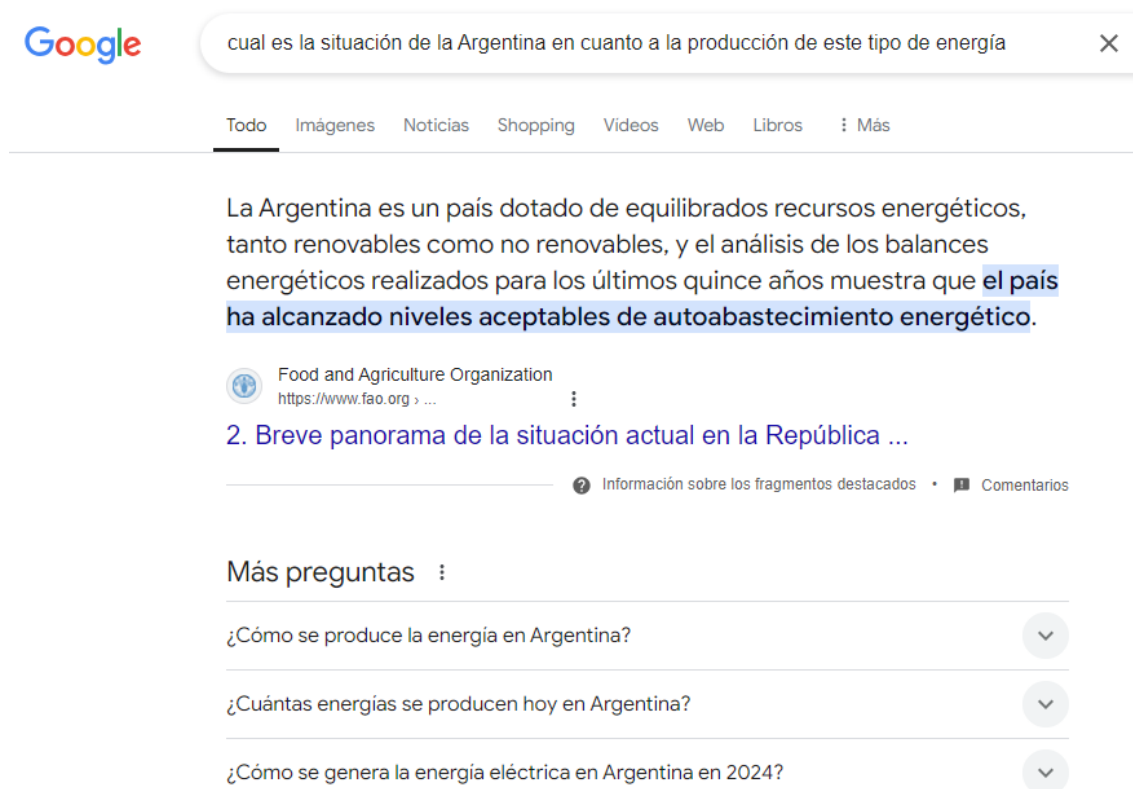 Google
cual es la situación de la Argentina en cuanto a la producción de este tipo de energía
Todo Imágenes Noticias Shopping Videos Web Libros Más
La Argentina es un país dotado de equilibrados recursos energéticos,
tanto renovables como no renovables, y el análisis de los balances
energéticos realizados para los últimos quince años muestra que el país
ha alcanzado niveles aceptables de autoabastecimiento energético.
Food and Agriculture Organization
https://www.fao.org › ...
2. Breve panorama de la situación actual en la República ...
Información sobre los fragmentos destacados • Comentarios
Más preguntas
¿Cómo se produce la energía en Argentina?
¿Cuántas energías se producen hoy en Argentina?
¿Cómo se genera la energía eléctrica en Argentina en 2024?